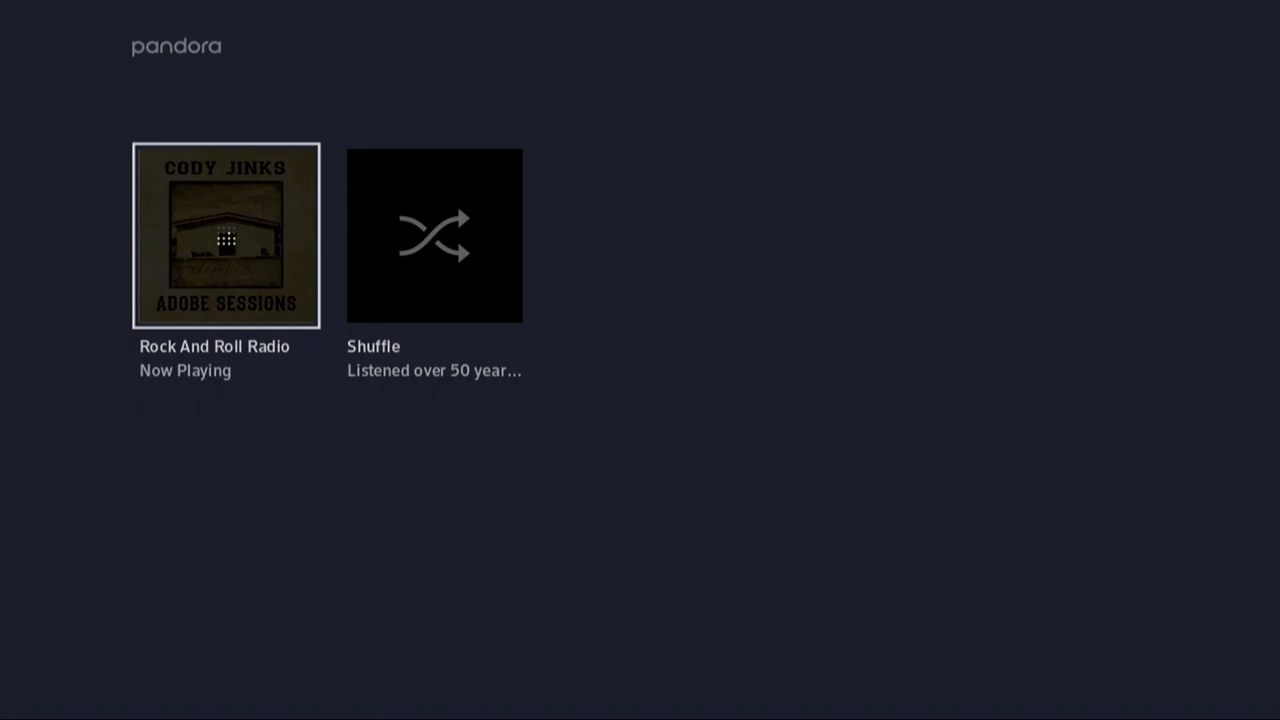 pandora
CODY JINKS
ADOBE SESSIONS
Rock And Roll Radio
Now Playing
Shuffle
Listened over 50 year...